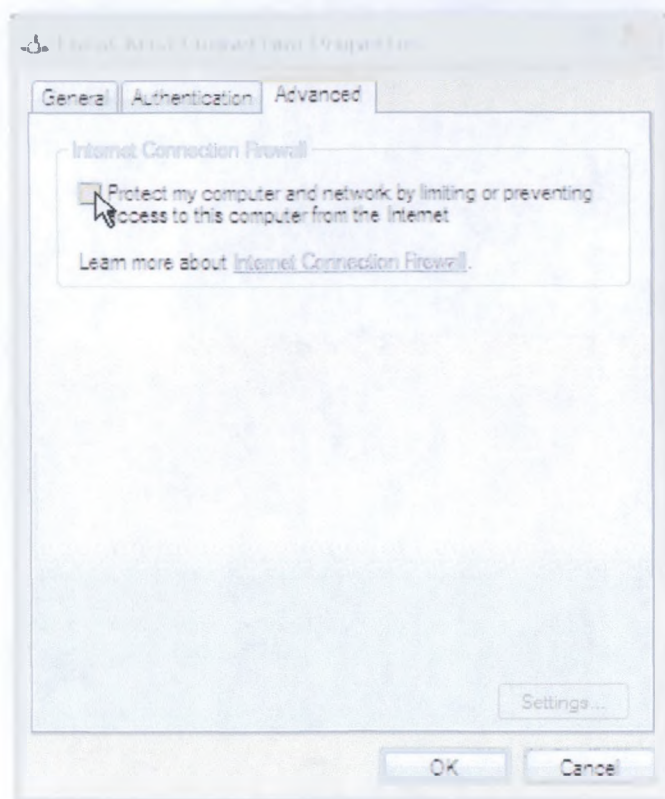 General Authentication Advanced
Internet Connection Firewall
Protect my computer and network by limiting or preventing
access to this computer from the Internet
Learn more about Internet Connection Firewall.
Settings...
OK Cancel